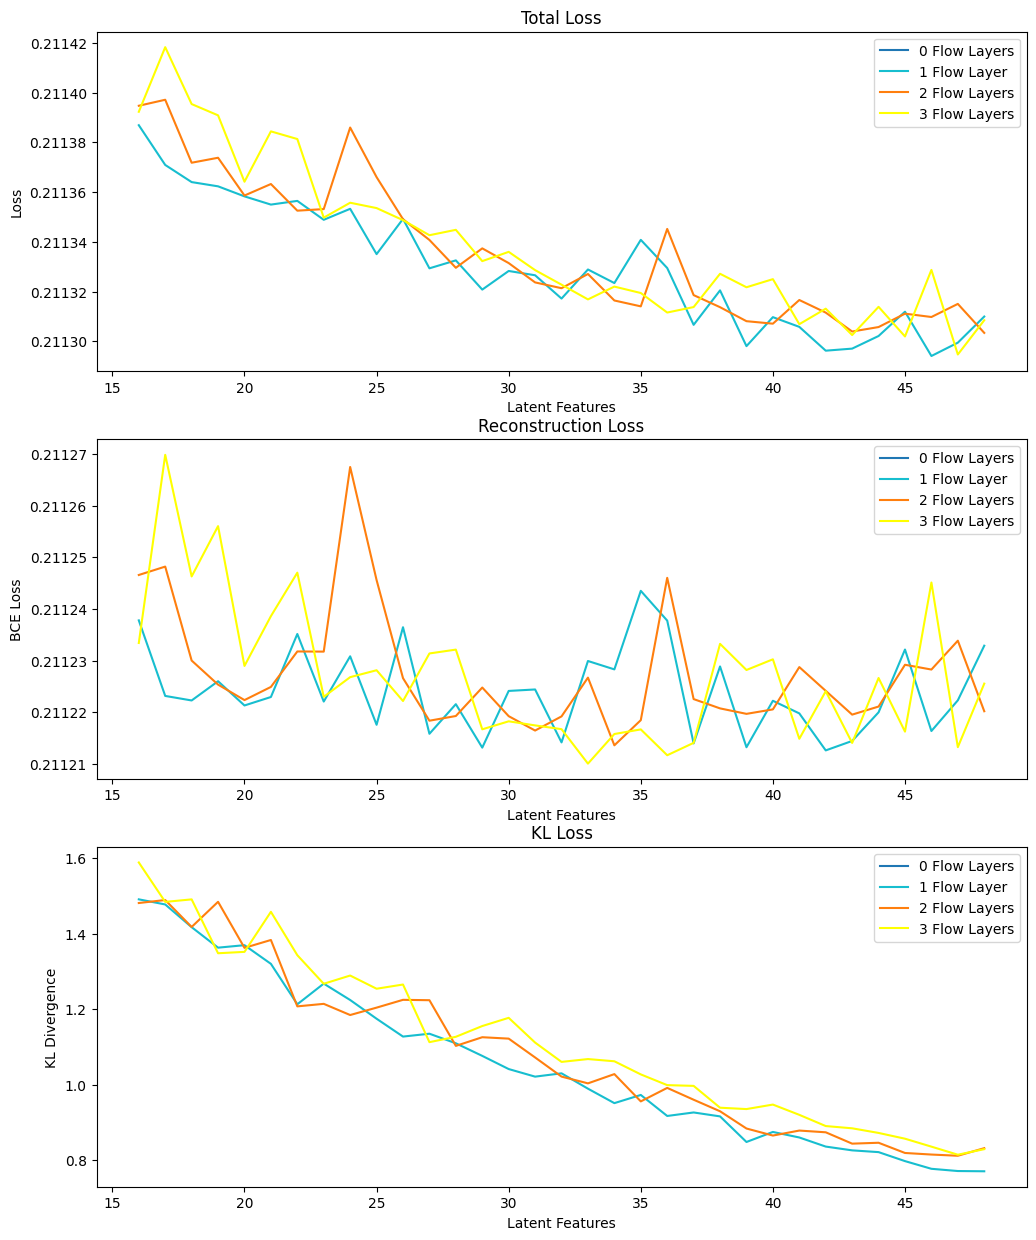 Total Loss
0.21142
0.21140
0.21138
0.21136
0.21134
0.21132
0.21130
Loss
0 Flow Layers
1 Flow Layer
2 Flow Layers
3 Flow Layers
15 20 25 30 35 40 45
Latent Features
Reconstruction Loss
0.21127
0.21126
0.21125
0.21124
0.21123
0.21122
0.21121
BCE Loss
0 Flow Layers
1 Flow Layer
2 Flow Layers
3 Flow Layers
15 20 25 30 35 40 45
Latent Features
KL Loss
1.6
1.4
1.2
1.0
0.8
KL Divergence
0 Flow Layers
1 Flow Layer
2 Flow Layers
3 Flow Layers
15 20 25 30 35 40 45
Latent Features